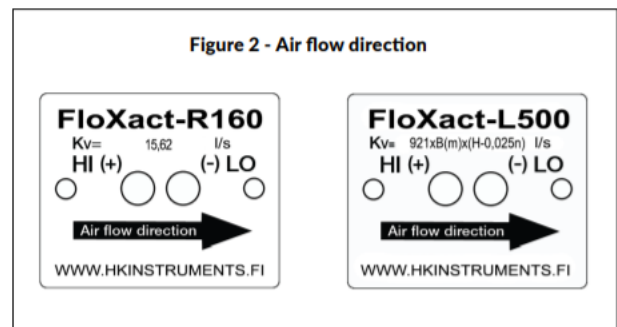 Figure 2 - Air flow direction
FloXact-R160
Kv= 15,62 l/s
HI (+) (-) LO
Air flow direction
WWW.HKINSTRUMENTS.FI
FloXact-L500
Kv= 921xB(m)x(H-0,025n) l/s
HI (+) (-) LO
Air flow direction
WWW.HKINSTRUMENTS.FI